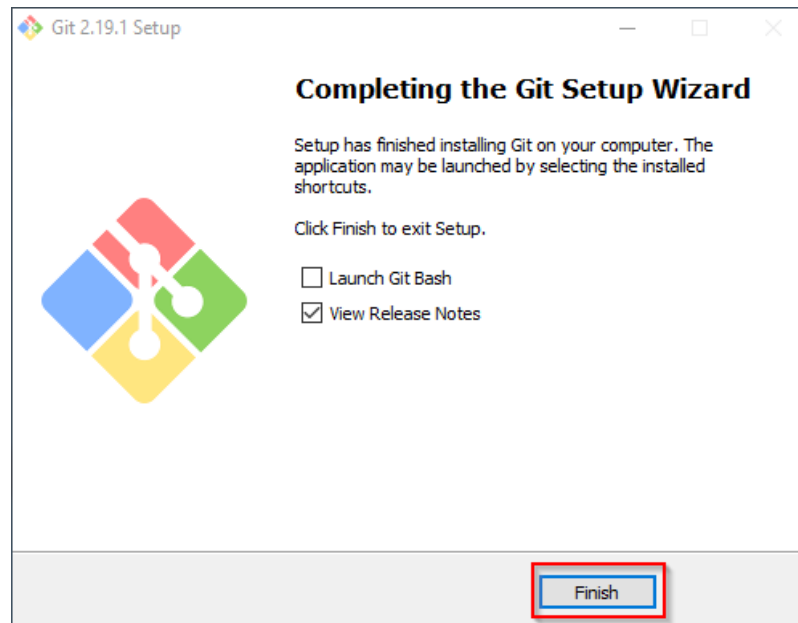 Git 2.19.1 Setup
Completing the Git Setup Wizard
Setup has finished installing Git on your computer. The
application may be launched by selecting the installed
shortcuts.
Click Finish to exit Setup.
Launch Git Bash
View Release Notes
Finish